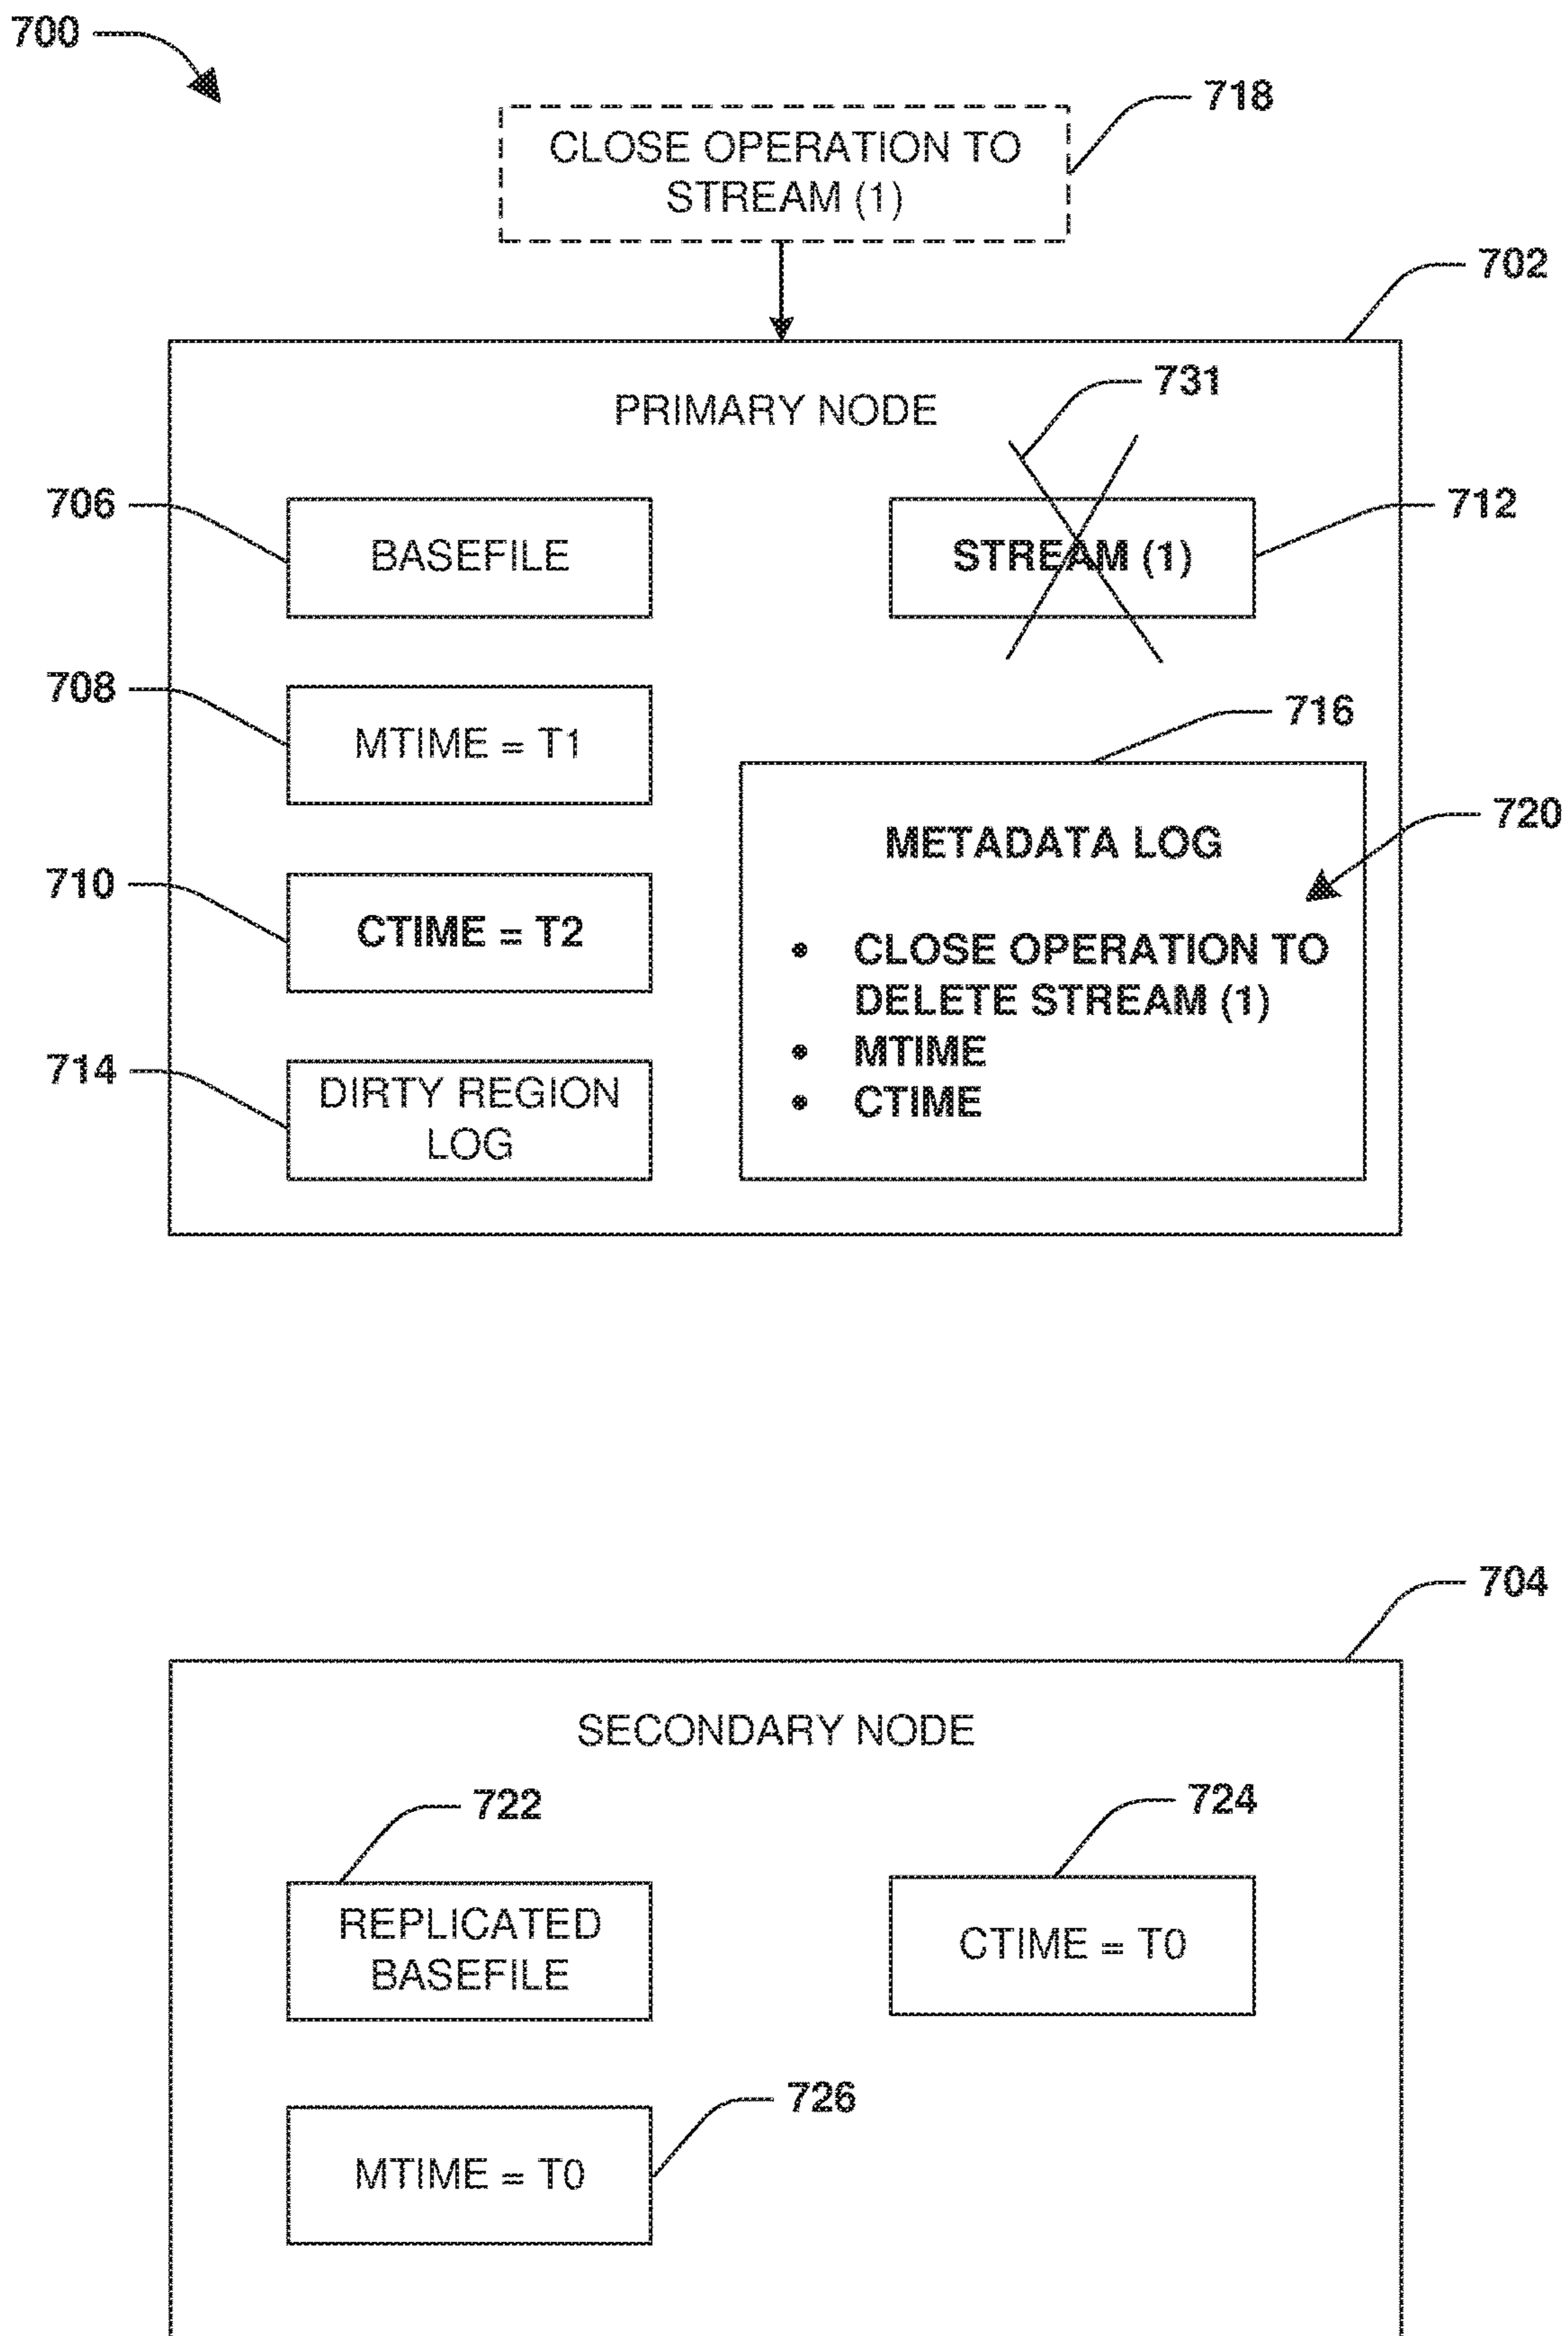 700
718
CLOSE OPERATION TO
STREAM (1)
702
PRIMARY NODE
731
706
BASEFILE
STREAM (1)
712
708
MTIME = T1
716
METADATA LOG
720
710
CTIME = T2
• CLOSE OPERATION TO
DELETE STREAM (1)
• MTIME
• CTIME
714
DIRTY REGION
LOG
704
SECONDARY NODE
722
724
REPLICATED
BASEFILE
CTIME = T0
726
MTIME = T0